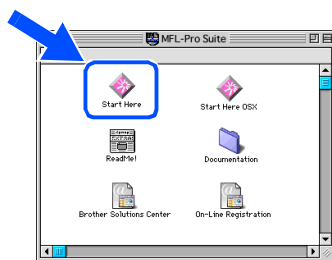 MFL-Pro Suite
Start Here
Start Here OSX
ReadMe!
Documentation
Brother Solutions Center
On-Line Registration